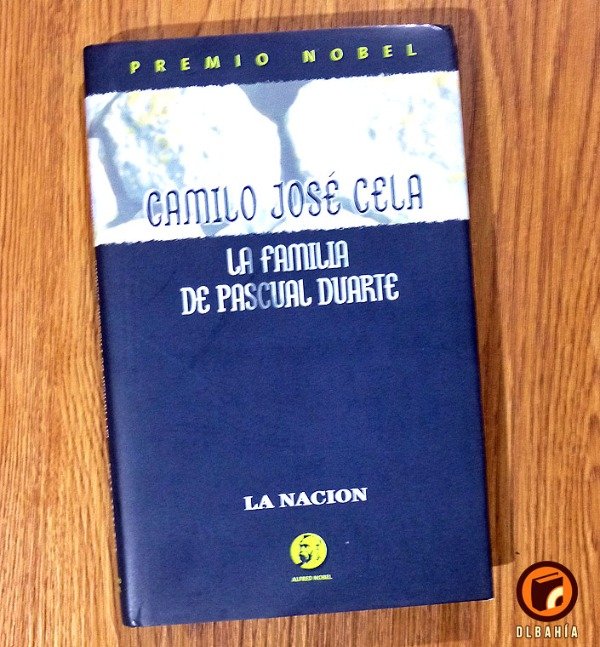 PREMIO NOBEL
CAMILO JOSÉ CELA
LA FAMILIA
DE PASCUAL DUARTE
LA NACION
ALFRED NOBEL
DLBAHÍA